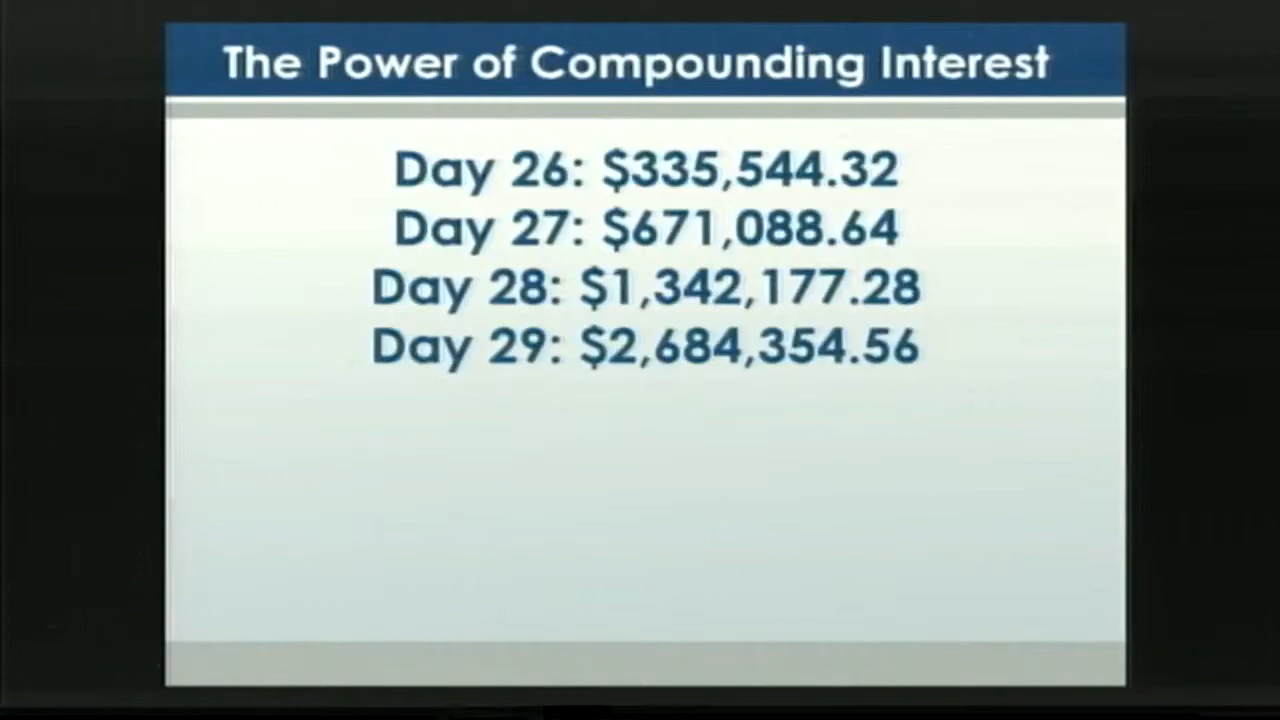 The Power of Compounding Interest
Day 26: $335,544.32
Day 27: $671,088.64
Day 28: $1,342,177.28
Day 29: $2,684,354.56